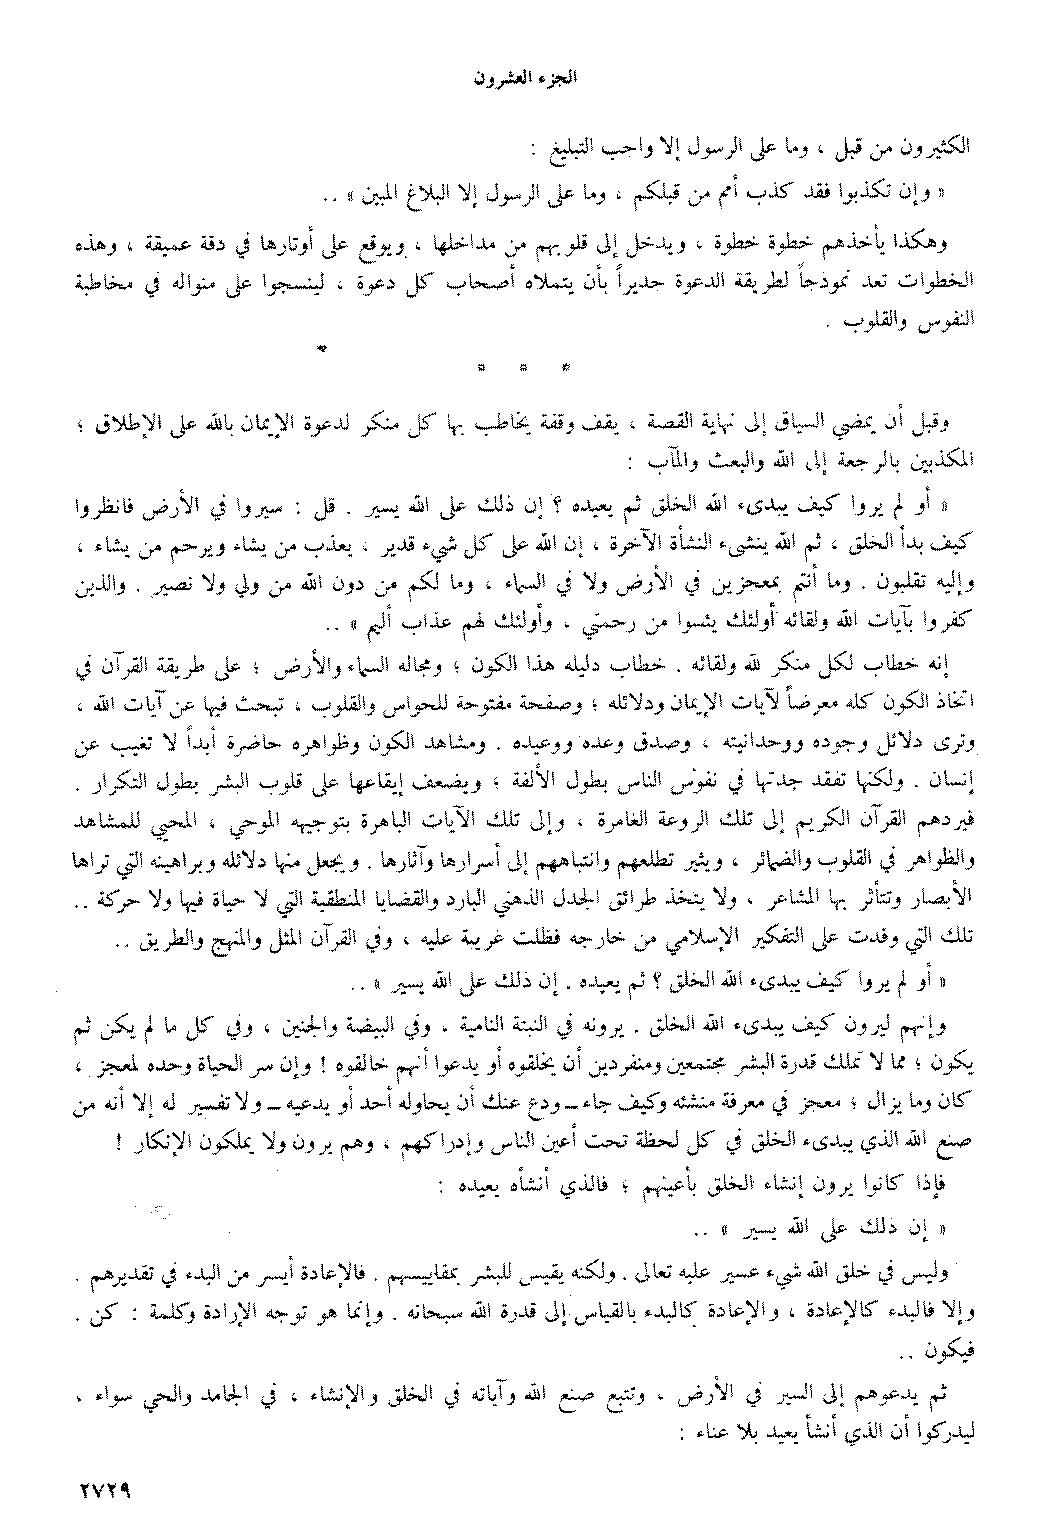 الجزء العشرون
الكثيرون من قبل ، وما على الرسول إلا واجب التبليغ :
« وإن تكذبوا فقد كذب أمم من قبلكم ، وما على الرسول إلا البلاغ المبين » ..
وهكذا يأخذهم خطوة خطوة ، ويدخل إلى قلوبهم من مداخلها ، ويوقع على أوتارها في دقة عميقة ، وهذه
الخطوات تعد نموذجاً لطريقة الدعوة جديراً بأن يتملاه أصحاب كل دعوة ، لينسجوا على منواله في مخاطبة
النفوس والقلوب .
* * *
وقبل أن يمضي السياق إلى نهاية القصة ، يقف وقفة يخاطب بها كل منكر لدعوة الإيمان بالله على الإطلاق ؛
المكذبين بالرجعة إلى الله والبعث والمآب :
« أو لم يروا كيف يبدىء الله الخلق ثم يعيده ؟ إن ذلك على الله يسير . قل : سيروا في الأرض فانظروا
كيف بدأ الخلق ، ثم الله ينشىء النشأة الآخرة ، إن الله على كل شيء قدير ، يعذب من يشاء ويرحم من يشاء ،
وإليه تقلبون . وما أنتم بمعجزين في الأرض ولا في السماء ، وما لكم من دون الله من ولي ولا نصير . والذين
كفروا بآيات الله ولقائه أولئك يئسوا من رحمتي ، وأولئك لهم عذاب أليم » ..
إنه خطاب لكل منكر لله ولقائه . خطاب دليله هذا الكون ؛ ومجاله السماء والأرض ؛ على طريقة القرآن في
اتخاذ الكون كله معرضاً لآيات الإيمان ودلائله ؛ وصفحة مفتوحة للحواس والقلوب ، تبحث فيها عن آيات الله ،
وترى دلائل وجوده ووحدانيته ، وصدق وعده ووعيده . ومشاهد الكون وظواهره حاضرة أبداً لا تغيب عن
إنسان . ولكنها تفقد جدتها في نفوس الناس بطول الألفة ؛ ويضعف إيقاعها على قلوب البشر بطول التكرار .
فيردهم القرآن الكريم إلى تلك الروعة الغامرة ، وإلى تلك الآيات الباهرة بتوجيهه الموحي ، المحيي للمشاهد
والظواهر في القلوب والضمائر ، ويثير تطلعهم وانتباههم إلى أسرارها وآثارها . ويجعل منها دلائله وبراهينه التي تراها
الأبصار وتتأثر بها المشاعر ، ولا يتخذ طرائق الجدل الذهني البارد والقضايا المنطقية التي لا حياة فيها ولا حركة ..
تلك التي وفدت على التفكير الإسلامي من خارجه فظلت غريبة عليه ، وفي القرآن المثل والمنهج والطريق ..
« أو لم يروا كيف يبدىء الله الخلق ؟ ثم يعيده . إن ذلك على الله يسير » ..
وإنهم ليرون كيف يبدىء الله الخلق . يرونه في النبتة النامية ، وفي البيضة والجنين ، وفي كل ما لم يكن ثم
يكون ؛ مما لا تملك قدرة البشر مجتمعين ومنفردين أن يخلقوه أو يدعوا أنهم خالقوه ! وإن سر الحياة وحده لمعجز ،
كان وما يزال ؛ معجز في معرفة منشئه وكيف جاء – ودع عنك أن يحاوله أحد أو يدعيه – ولا تفسير له إلا أنه من
صنع الله الذي يبدىء الخلق في كل لحظة تحت أعين الناس وإدراكهم ، وهم يرون ولا يملكون الإنكار !
فإذا كانوا يرون إنشاء الخلق بأعينهم ؛ فالذي أنشأه يعيده :
« إن ذلك على الله يسير » ..
وليس في خلق الله شيء عسير عليه تعالى . ولكنه يقيس للبشر بمقاييسهم . فالإعادة أيسر من البدء في تقديرهم .
وإلا فالبدء كالإعادة ، والإعادة كالبدء بالقياس إلى قدرة الله سبحانه . وإنما هو توجه الإرادة وكلمة : كن .
فيكون ..
ثم يدعوهم إلى السير في الأرض ، وتتبع صنع الله وآياته في الخلق والإنشاء ، في الجامد والحي سواء ،
ليدركوا أن الذي أنشأ يعيد بلا عناء :
٢٧٢٩